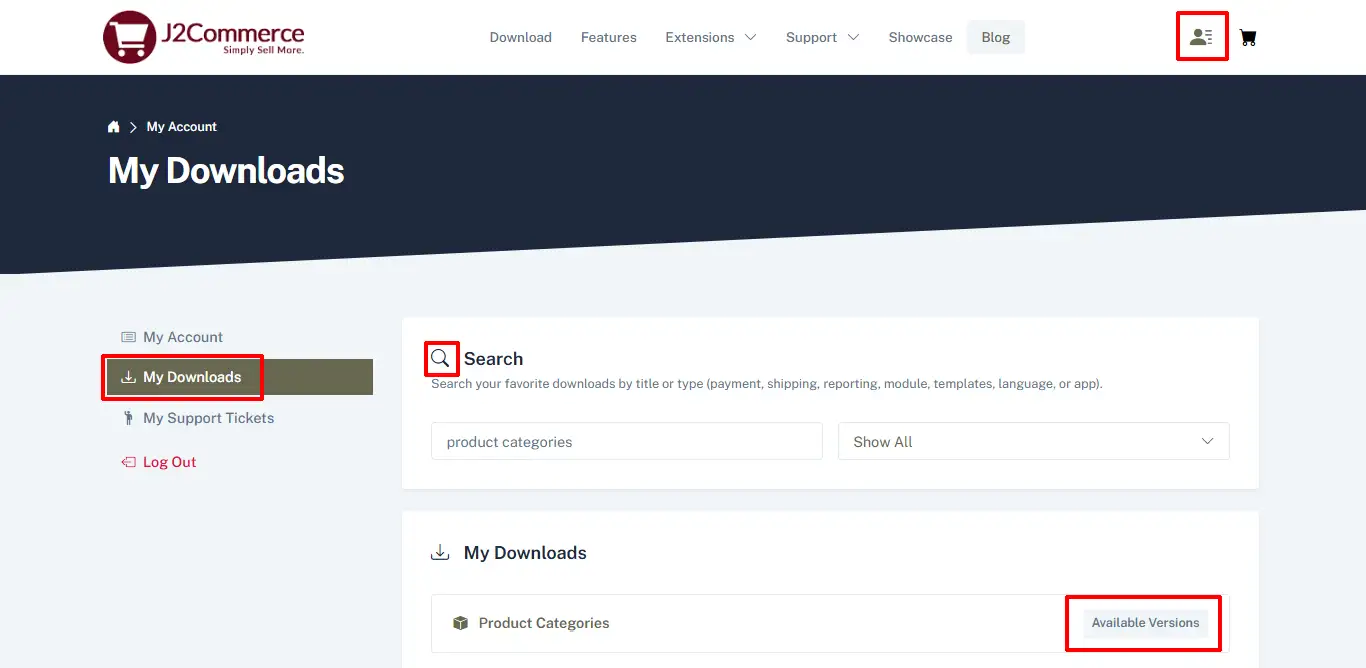 J2Commerce
Simply Sell More.
Download Features Extensions Support Showcase Blog
My Account
My Downloads
My Account
My Downloads
My Support Tickets
Log Out
Search
Search your favorite downloads by title or type (payment, shipping, reporting, module, templates, language, or app).
product categories
Show All
My Downloads
Product Categories
Available Versions